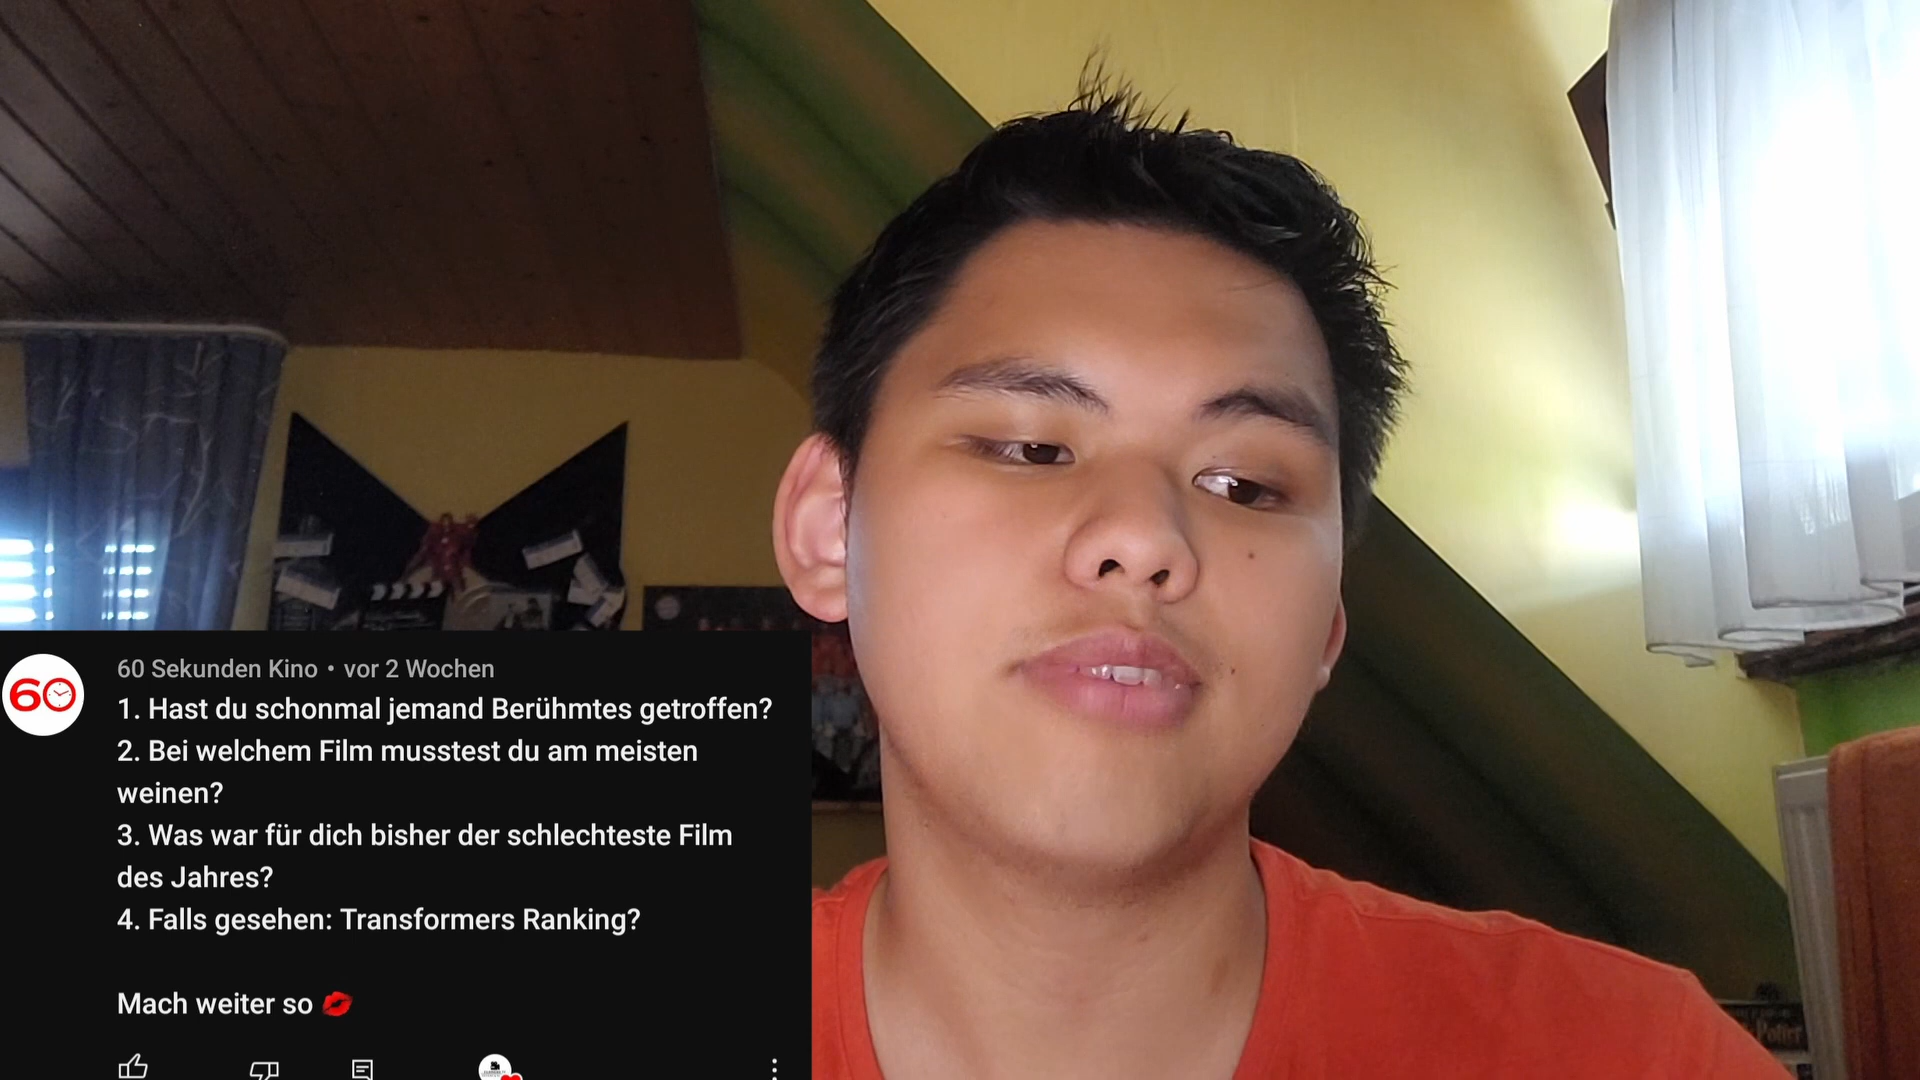 60 Sekunden Kino • vor 2 Wochen
60
1. Hast du schonmal jemand Berühmtes getroffen?
2. Bei welchem Film musstest du am meisten
weinen?
3. Was war für dich bisher der schlechteste Film
des Jahres?
4. Falls gesehen: Transformers Ranking?
Mach weiter so 💋
Potter